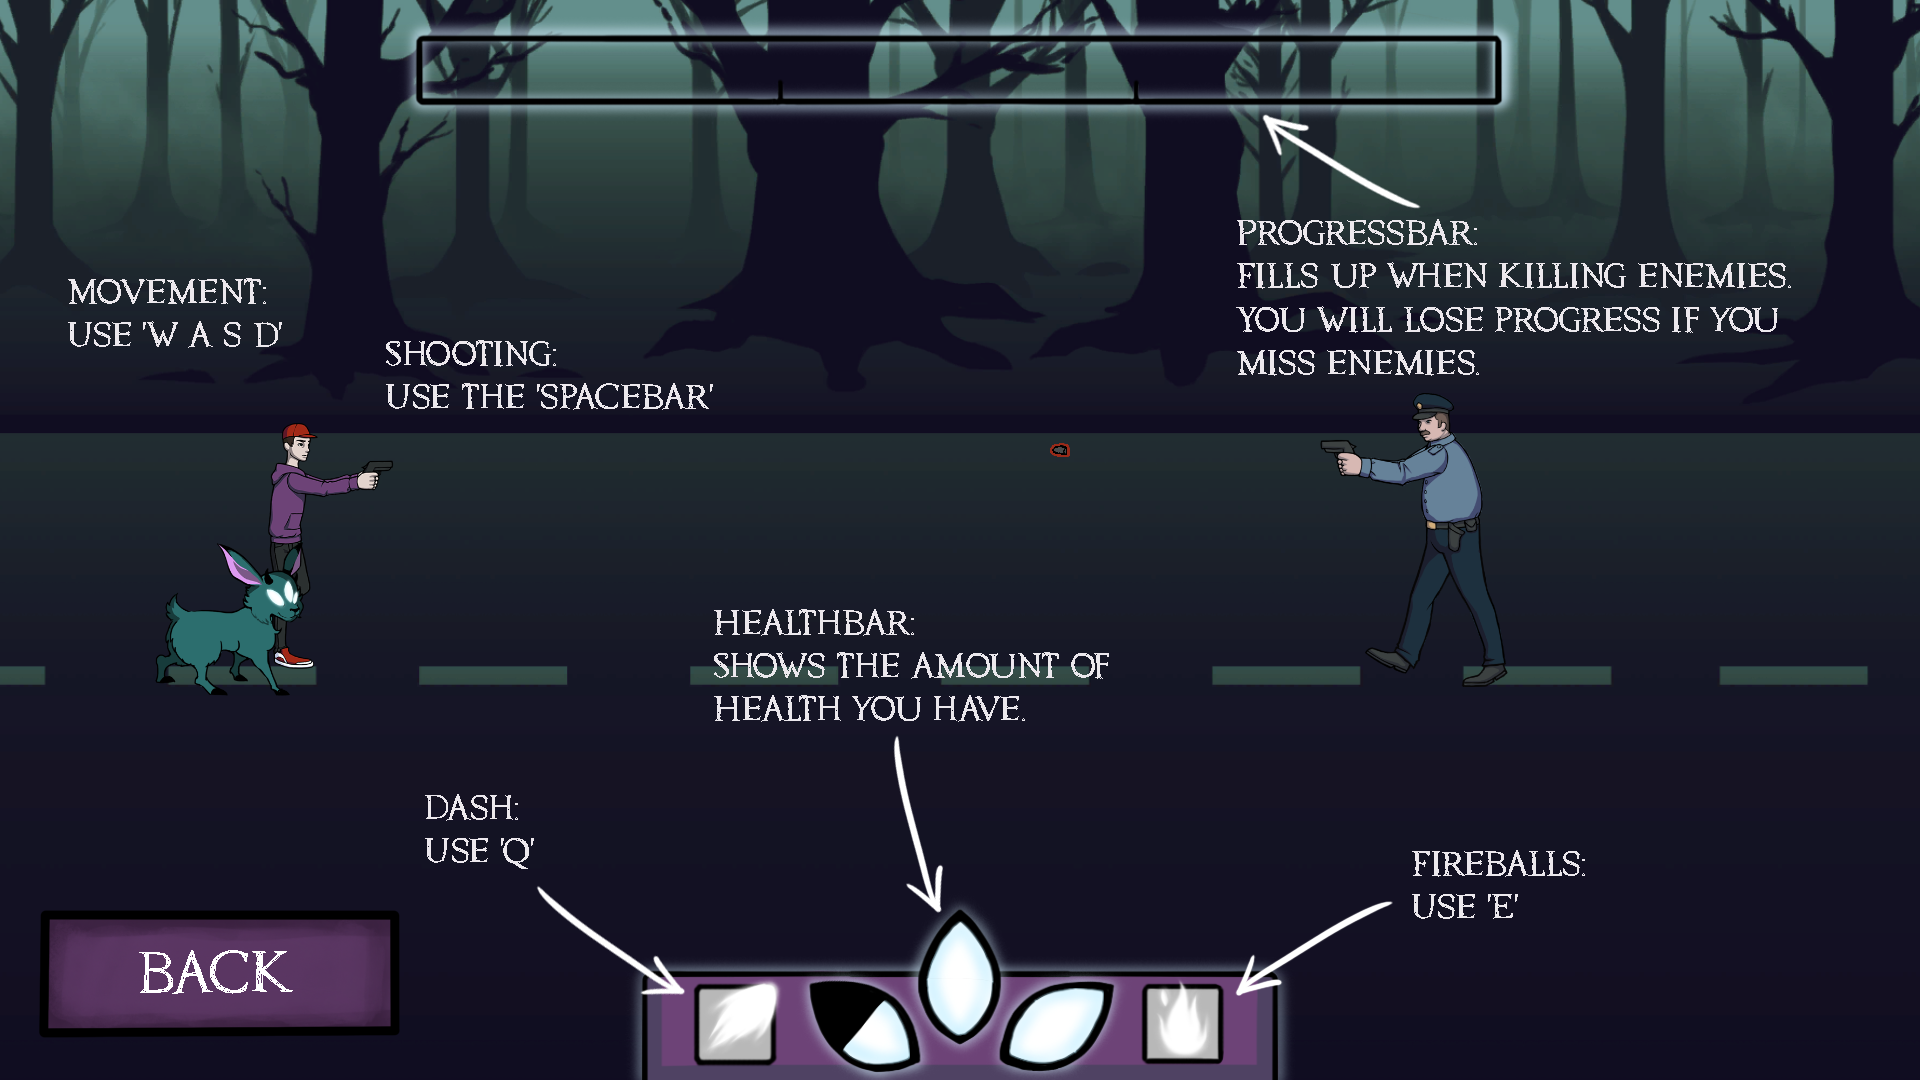 PROGRESSBAR:
FILLS UP WHEN KILLING ENEMIES.
YOU WILL LOSE PROGRESS IF YOU
MISS ENEMIES.
MOVEMENT:
USE 'W A S D'
SHOOTING:
USE THE 'SPACEBAR'
HEALTHBAR:
SHOWS THE AMOUNT OF
HEALTH YOU HAVE.
DASH:
USE 'Q'
FIREBALLS:
USE 'E'
BACK